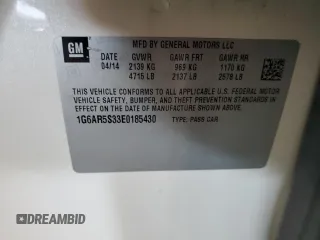 GM
MFD BY GENERAL MOTORS LLC
DATE GVWR GAWR FRT GAWR RR
04/14 2139 KG 969 KG 1170 KG
4715 LB 2137 LB 2578 LB
THIS VEHICLE CONFORMS TO ALL APPLICABLE U.S. FEDERAL MOTOR
VEHICLE SAFETY, BUMPER, AND THEFT PREVENTION STANDARDS IN
EFFECT ON THE DATE OF MANUFACTURE SHOWN ABOVE.
1G6AR5S33E0185430 TYPE: PASS CAR
DREAMBID